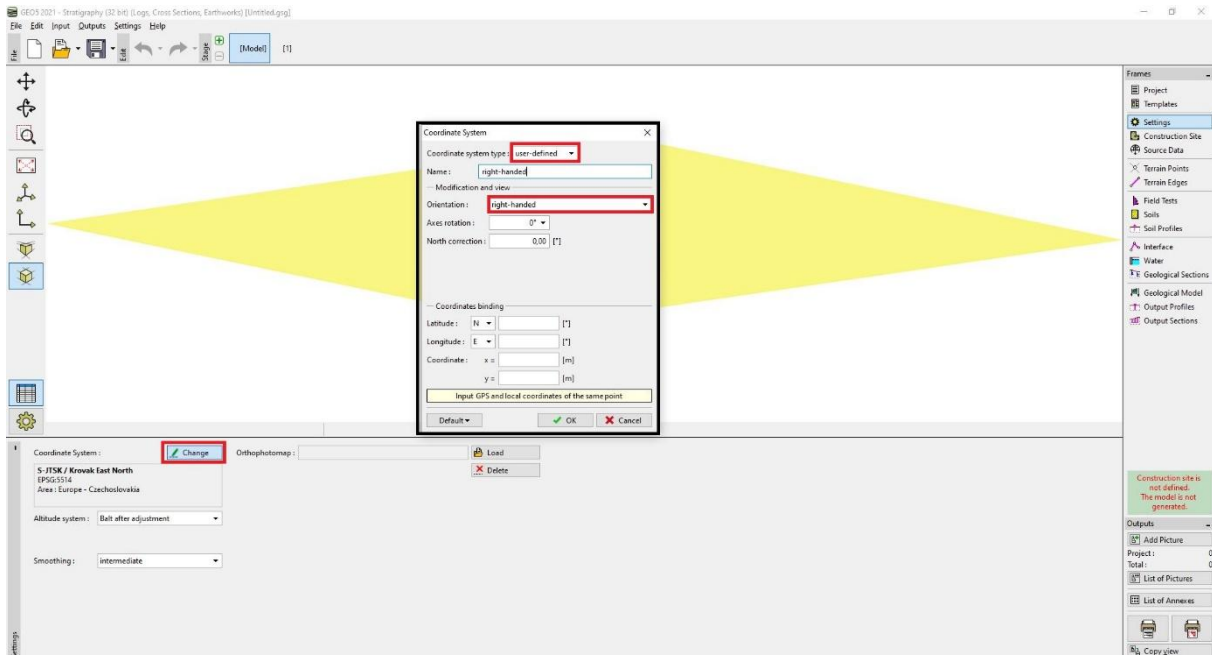 GEO5 2021 - Stratigraphy (32 bit) (Logs, Cross Sections, Earthworks) [Untitled.gsg]
File Edit Input Outputs Settings Help
File
Edit
Stage
[Model] [1]
Coordinate System
Coordinate system type : user-defined
Name : right-handed
Modification and view
Orientation : right-handed
Axes rotation : 0°
North correction : 0,00 [°]
Coordinates binding
Latitude : N [°]
Longitude : E [°]
Coordinate : x = [m]
y = [m]
Input GPS and local coordinates of the same point
Default OK Cancel
Frames
Project
Templates
Settings
Construction Site
Source Data
Terrain Points
Terrain Edges
Field Tests
Soils
Soil Profiles
Interface
Water
Geological Sections
Geological Model
Output Profiles
Output Sections
Construction site is
not defined.
The model is not
generated.
Outputs
Add Picture
Project : 0
Total : 0
List of Pictures
List of Annexes
Copy view
Coordinate System : Change Orthophotomap : Load
S-JTSK / Krovak East North Delete
EPSG:5514
Area : Europe - Czechoslovakia
Altitude system : Balt after adjustment
Smoothing : intermediate